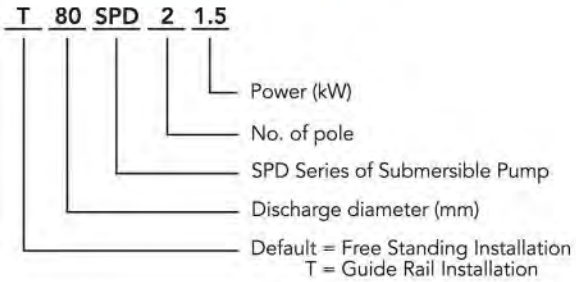 T 80 SPD 2 1.5
Power (kW)
No. of pole
SPD Series of Submersible Pump
Discharge diameter (mm)
Default = Free Standing Installation
T = Guide Rail Installation